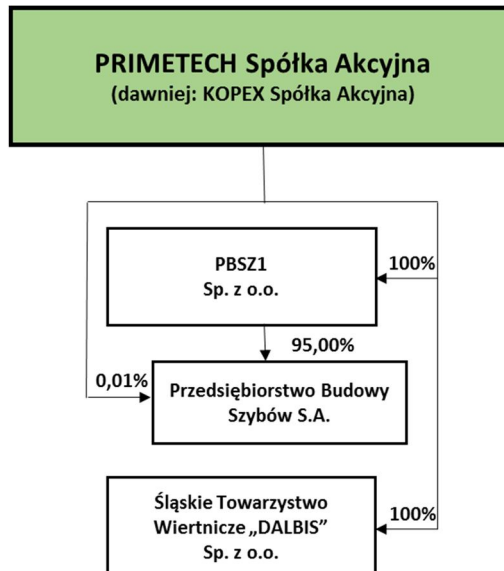 PRIMETECH Spółka Akcyjna
(dawniej: KOPEX Spółka Akcyjna)
PBSZ1
Sp. z o.o.
100%
95,00%
0,01%
Przedsiębiorstwo Budowy
Szybów S.A.
Śląskie Towarzystwo
Wiertnicze „DALBIS”
Sp. z o.o.
100%